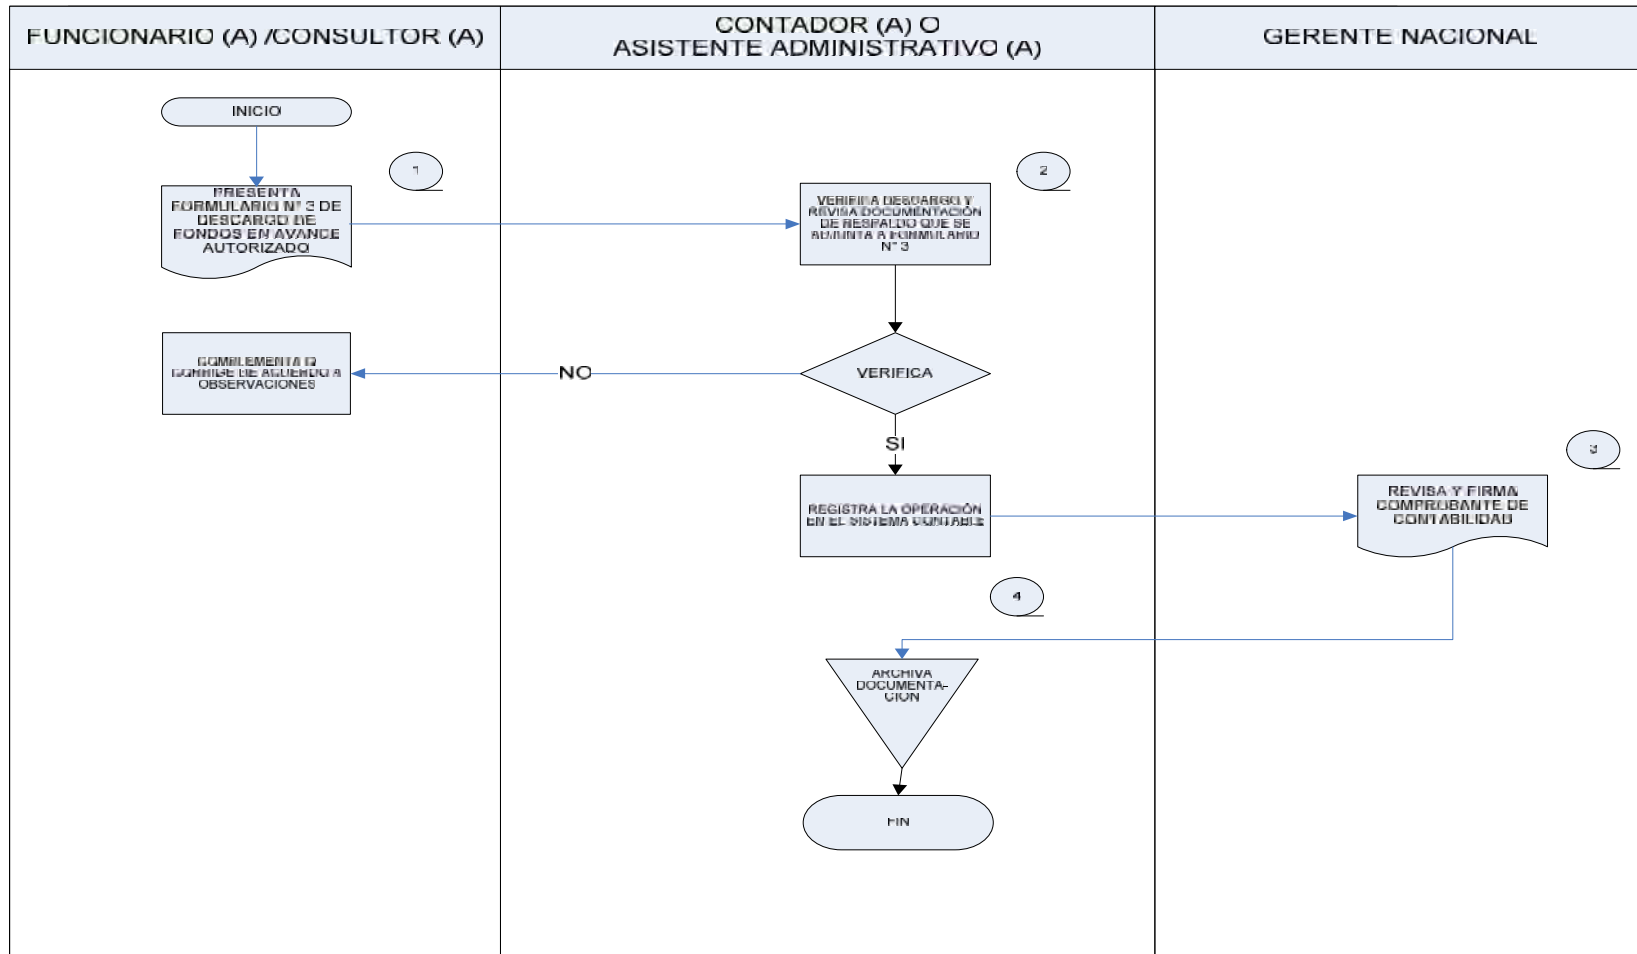 FUNCIONARIO (A) /CONSULTOR (A)
CONTADOR (A) O
ASISTENTE ADMINISTRATIVO (A)
GERENTE NACIONAL
INICIO
1
2
PRESENTA
FORMULARIO N° 3 DE
DESCARGO DE
FONDOS EN AVANCE
AUTORIZADO
VERIFICA DESCARGO Y
REVISA DOCUMENTACIÓN
DE RESPALDO QUE SE
ADJUNTA A FORMULARIO
N° 3
COMPLEMENTA O
CORRIGE DE ACUERDO A
OBSERVACIONES
NO
VERIFICA
SI
3
REGISTRA LA OPERACIÓN
EN EL SISTEMA CONTABLE
REVISA Y FIRMA
COMPROBANTE DE
CONTABILIDAD
4
ARCHIVA
DOCUMENTA-
CION
FIN